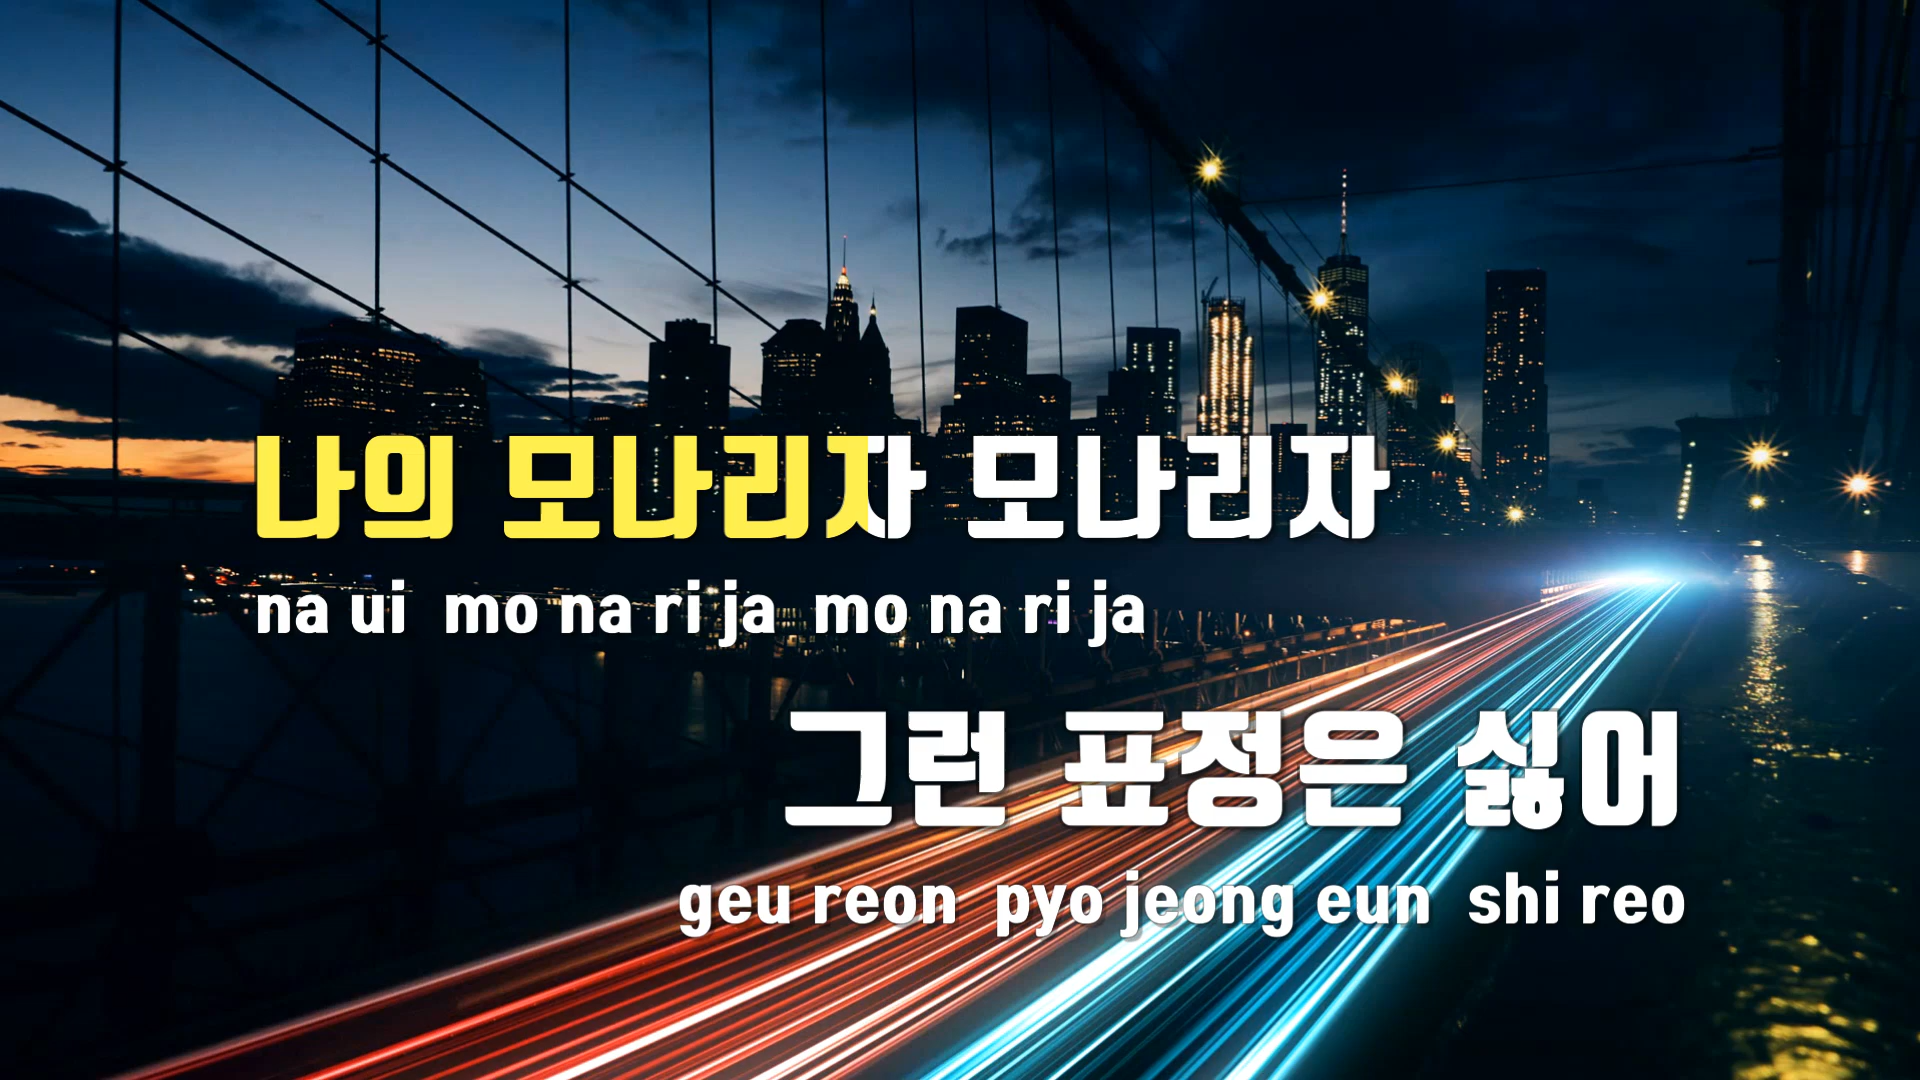 나의 모나리자 모나리자
na ui mo na ri ja mo na ri ja
그런 표정은 싫어
geu reon pyo jeong eun shi reo